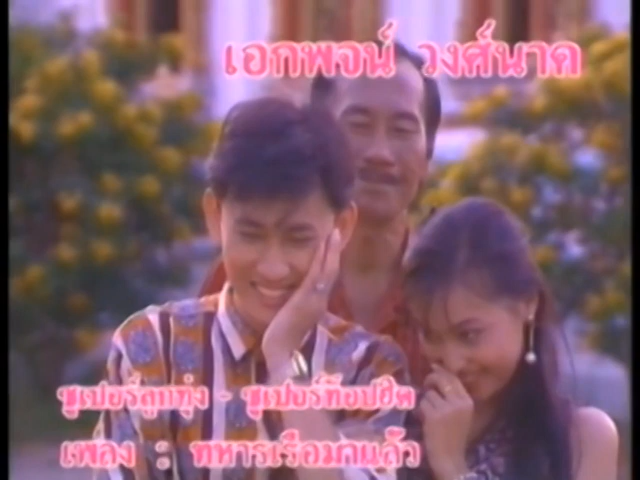 เอกพจน์ วงศ์นาค
ซูเปอร์ลูกทุ่ง - ซูเปอร์ท็อปฮิต
เพลง : ทหารเรือมาแล้ว